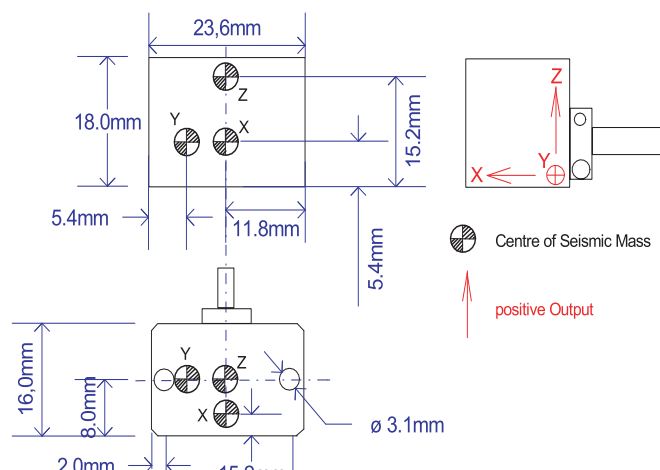 23,6mm
Z
18.0mm
Y
X
15.2mm
5.4mm
11.8mm
5.4mm
Z
Y
X
Centre of Seismic Mass
positive Output
16,0mm
8.0mm
Y
Z
X
ø 3.1mm
2.0mm